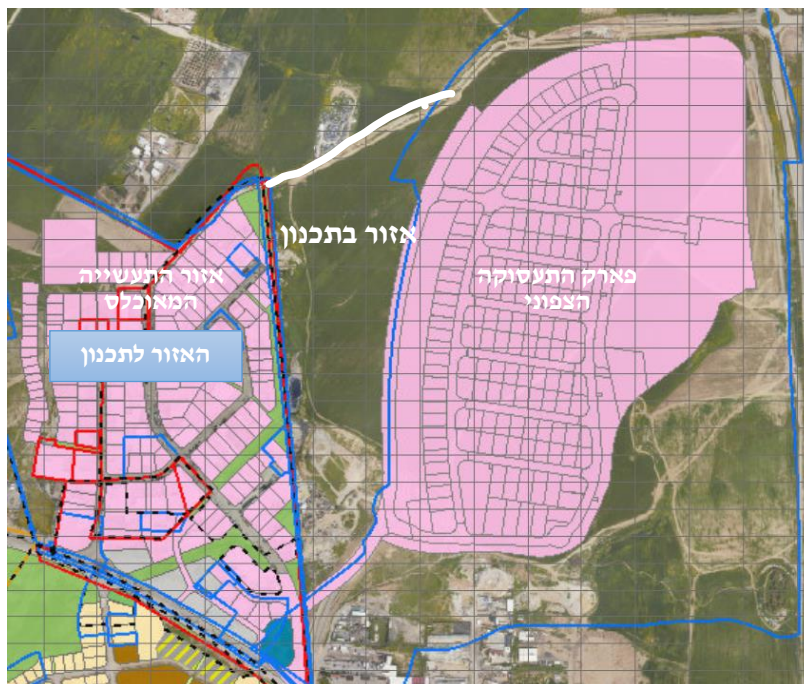 אזור בתכנון
אזור התעשייה
המאוכלס
פארק התעסוקה
הצפוני
האזור לתכנון